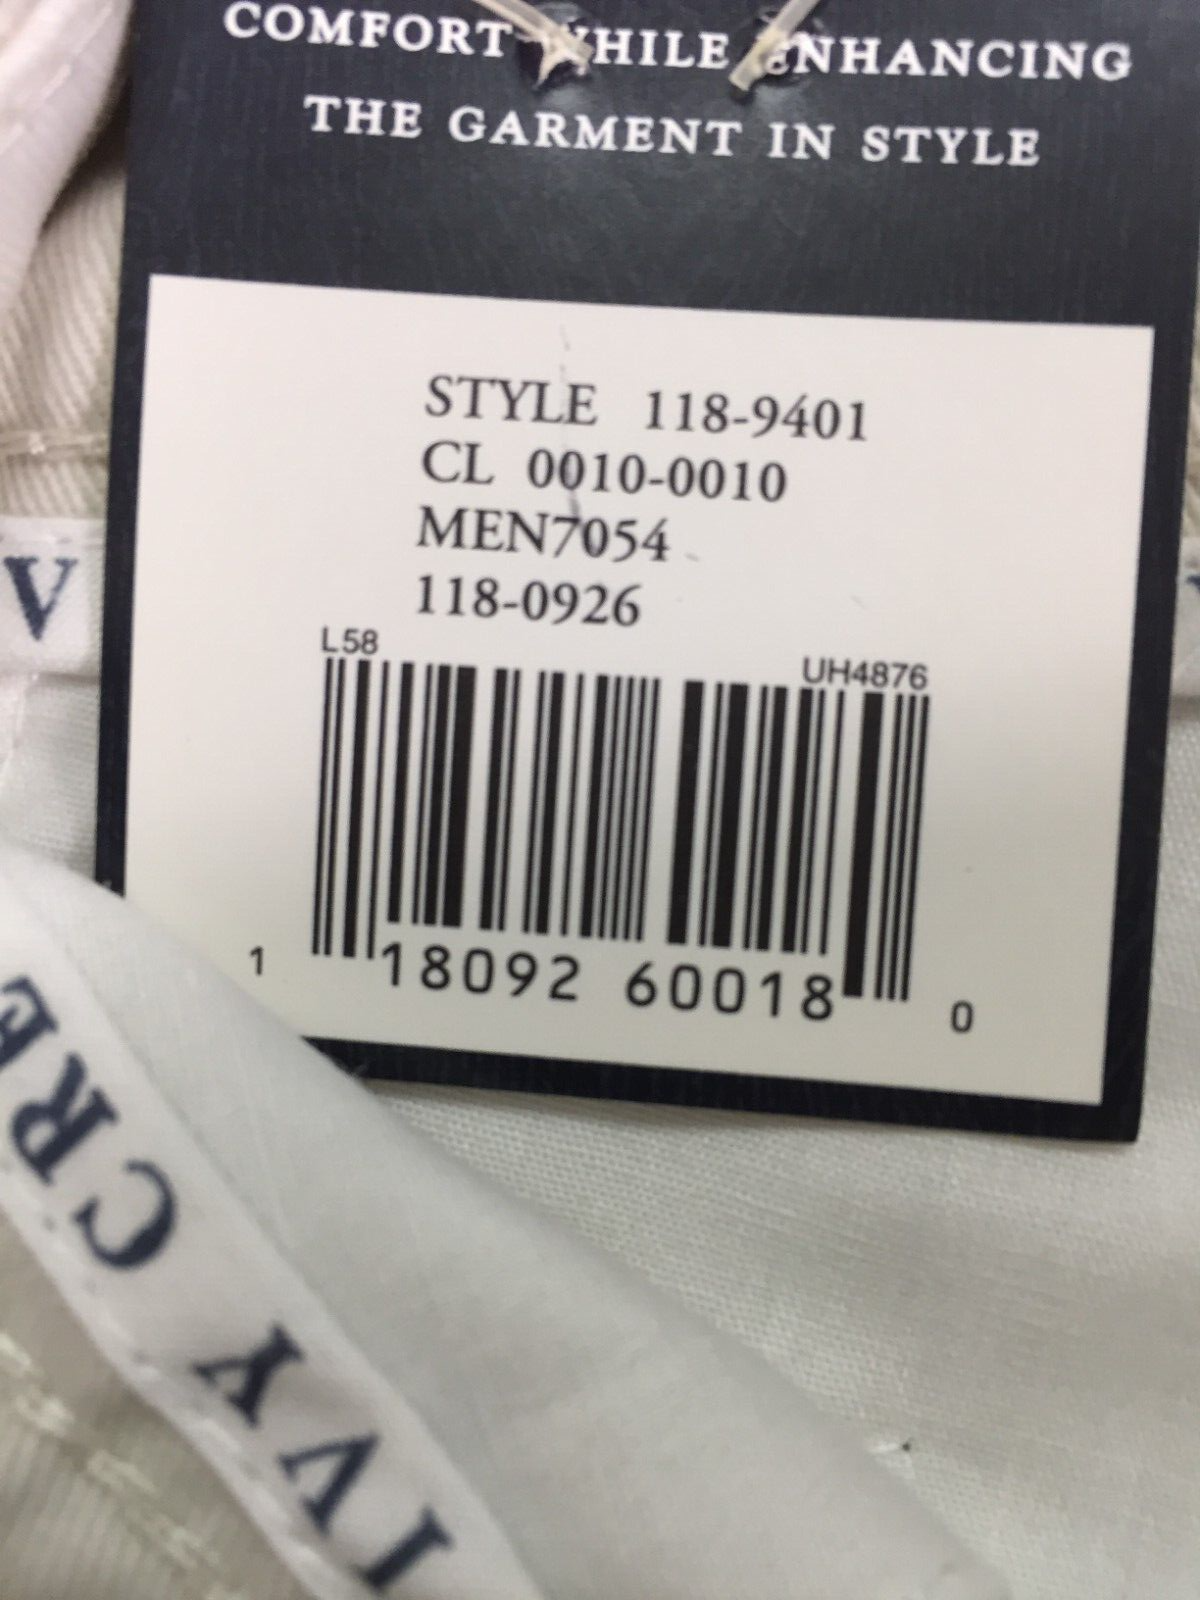 COMFORT WHILE ENHANCING
THE GARMENT IN STYLE
STYLE 118-9401
CL 0010-0010
MEN7054
118-0926
L58
UH4876
1 18092 60018 0
V
IVY CRE